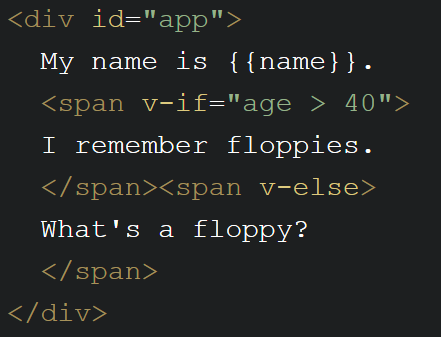 <div id="app">
My name is {{name}}.
<span v-if="age > 40">
I remember floppies.
</span><span v-else>
What's a floppy?
</span>
</div>